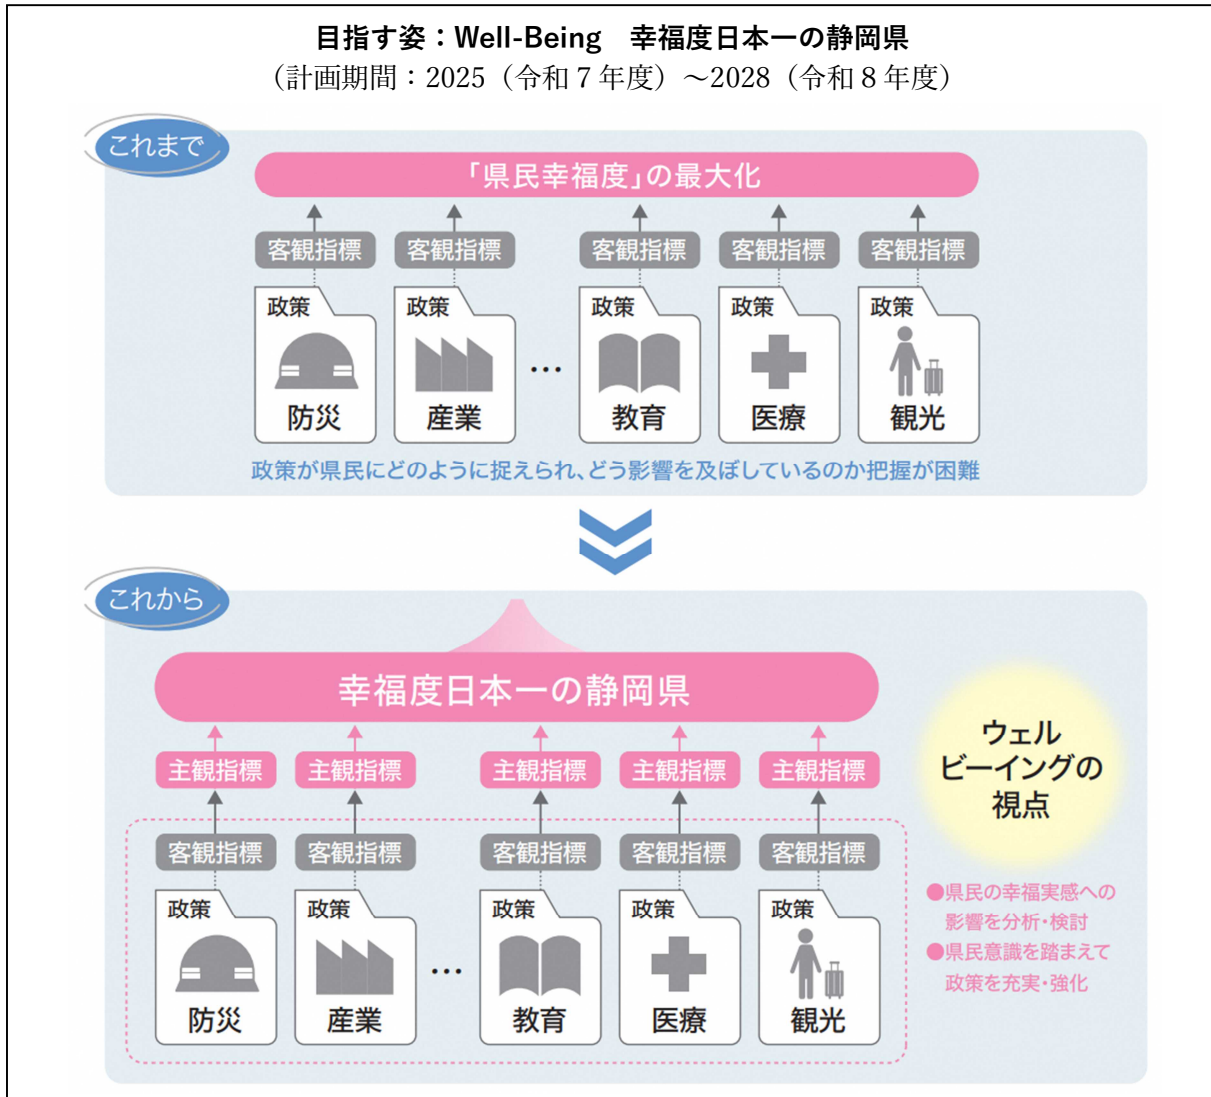 目指す姿：Well-Being　幸福度日本一の静岡県
（計画期間：2025（令和７年度）～2028（令和８年度）
これまで
「県民幸福度」の最大化
客観指標 客観指標 客観指標 客観指標 客観指標
政策 政策 政策 政策 政策
…
防災 産業 教育 医療 観光
政策が県民にどのように捉えられ、どう影響を及ぼしているのか把握が困難
これから
幸福度日本一の静岡県
主観指標 主観指標 主観指標 主観指標 主観指標
客観指標 客観指標 客観指標 客観指標 客観指標
政策 政策 政策 政策 政策
…
防災 産業 教育 医療 観光
ウェル
ビーイングの
視点
●県民の幸福実感への
影響を分析・検討
●県民意識を踏まえて
政策を充実・強化